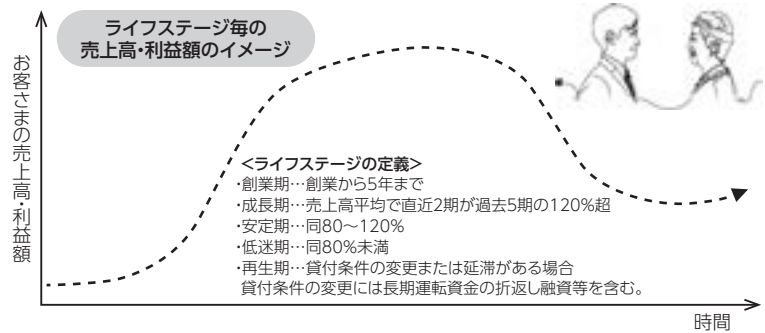 ライフステージ毎の
売上高・利益額のイメージ
お客さまの売上高・利益額
<ライフステージの定義>
・創業期…創業から5年まで
・成長期…売上高平均で直近2期が過去5期の120%超
・安定期…同80～120%
・低迷期…同80%未満
・再生期…貸付条件の変更または延滞がある場合
貸付条件の変更には長期運転資金の折返し融資等を含む。
時間